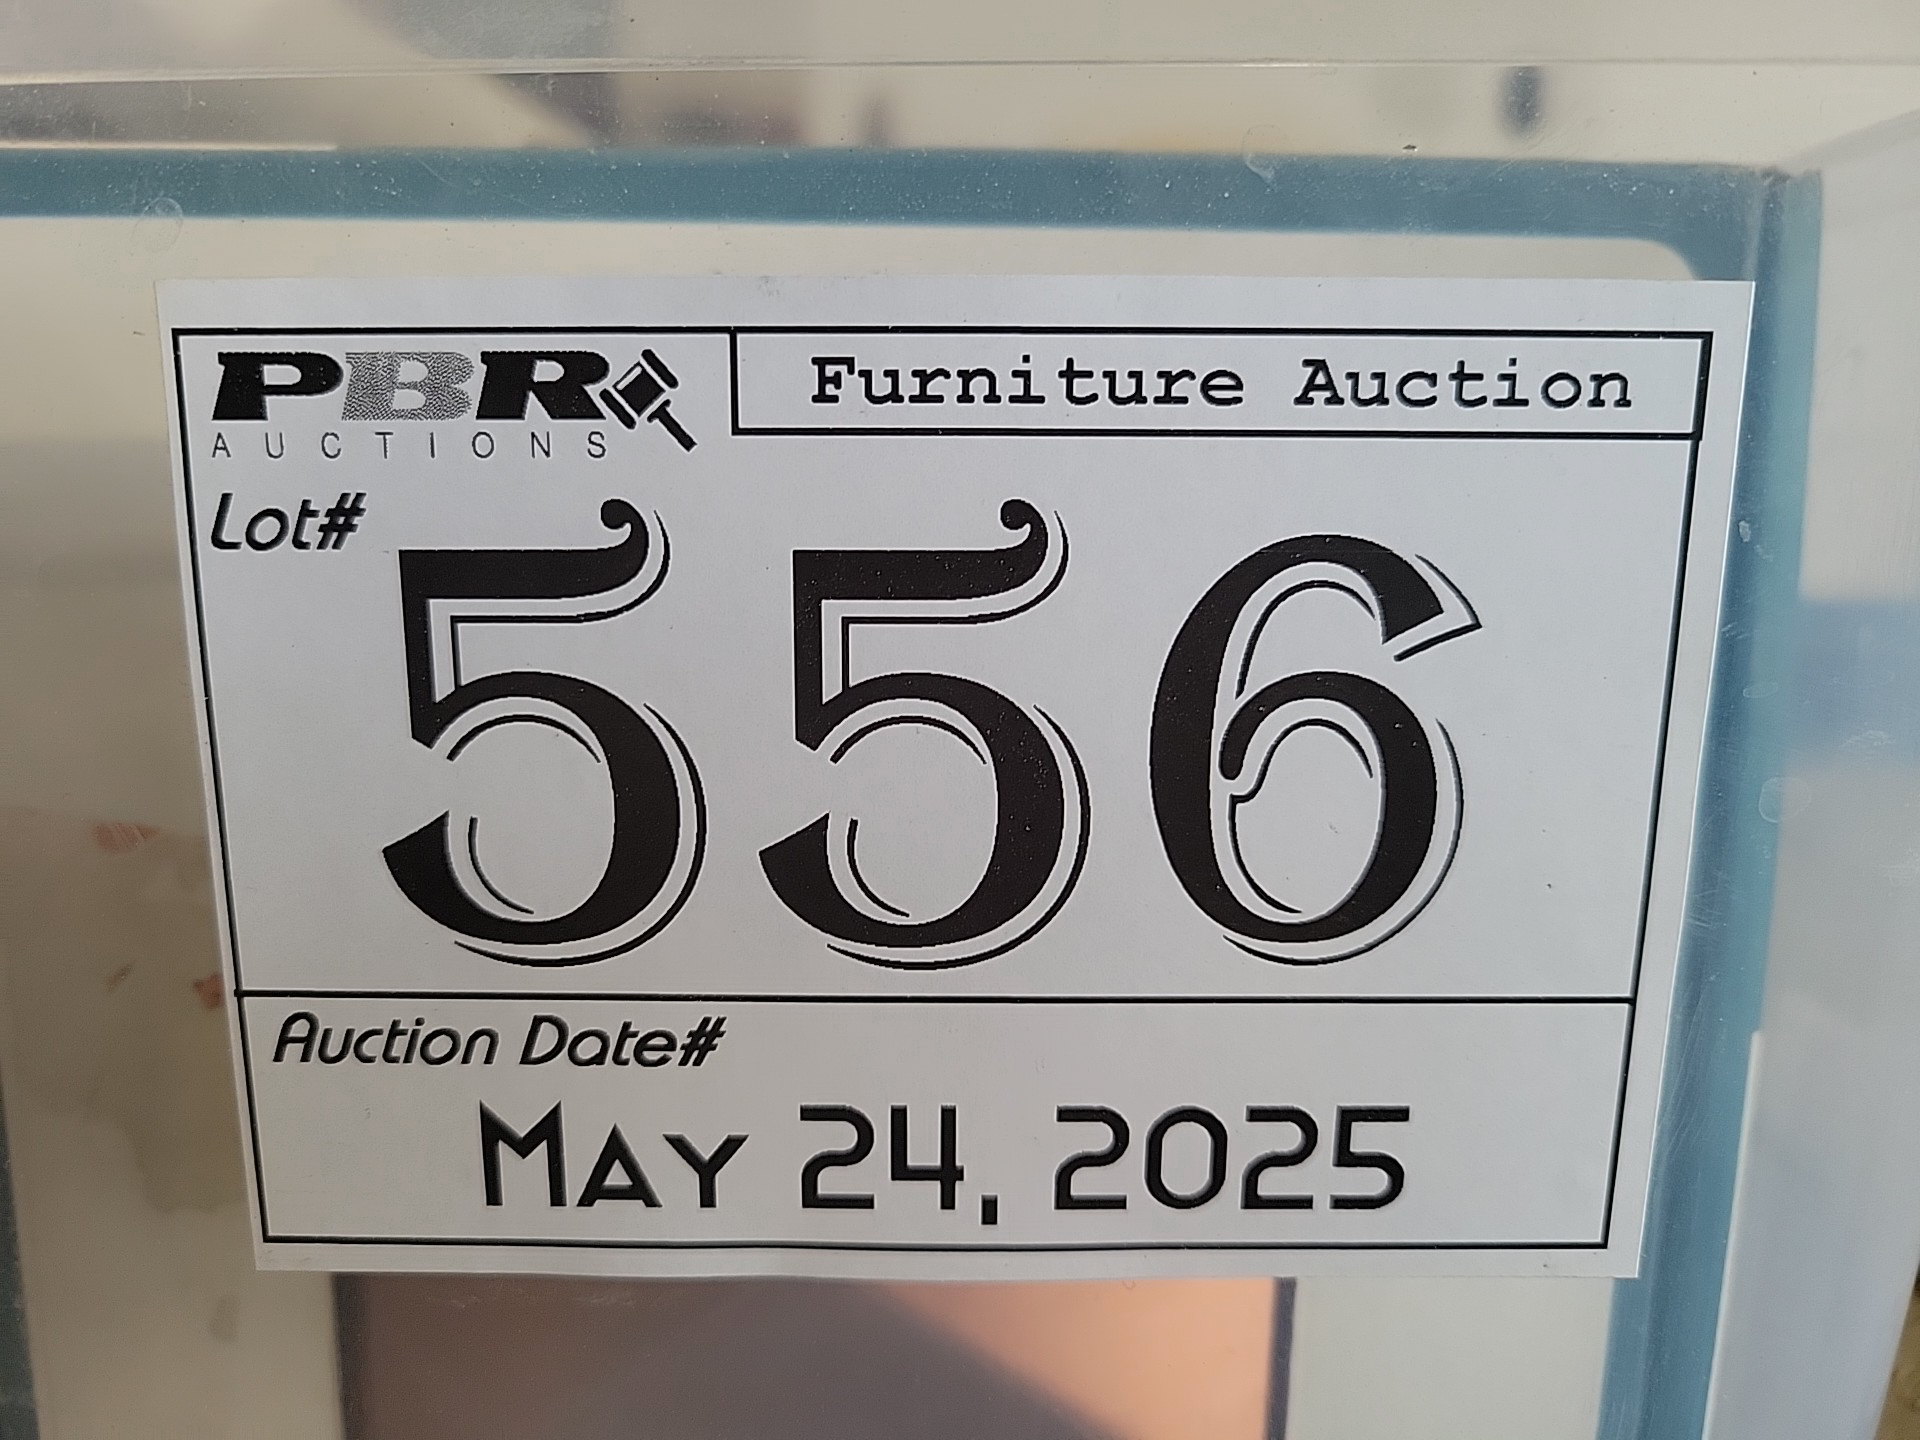 PBR
AUCTIONS
Furniture Auction
Lot#
556
Auction Date#
MAY 24, 2025